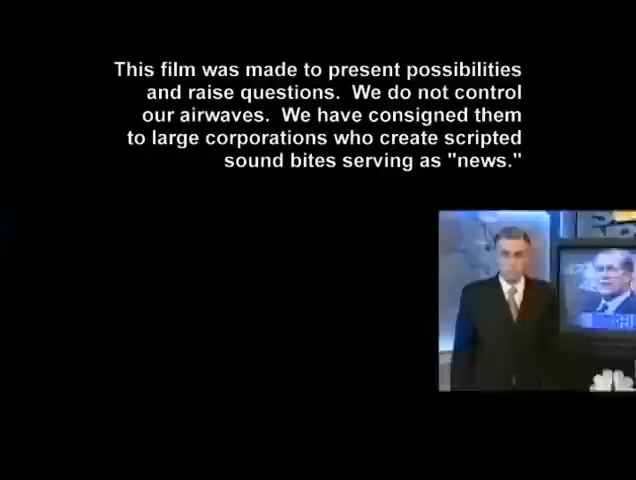 This film was made to present possibilities
and raise questions.  We do not control
our airwaves.  We have consigned them
to large corporations who create scripted
sound bites serving as "news."